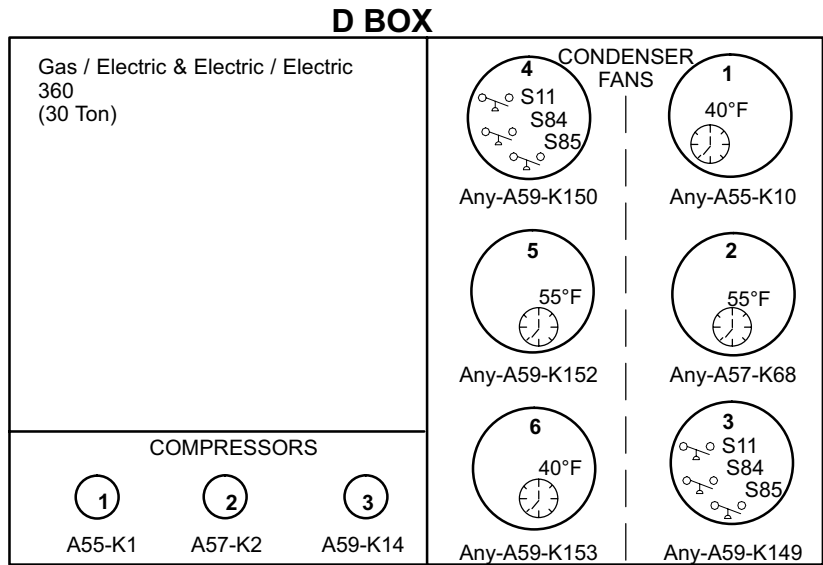 D BOX
Gas / Electric & Electric / Electric
360
(30 Ton)
COMPRESSORS
1
2
3
A55-K1
A57-K2
A59-K14
CONDENSER
FANS
4
S11
S84
S85
Any-A59-K150
1
40°F
Any-A55-K10
5
55°F
Any-A59-K152
2
55°F
Any-A57-K68
6
40°F
Any-A59-K153
3
S11
S84
S85
Any-A59-K149